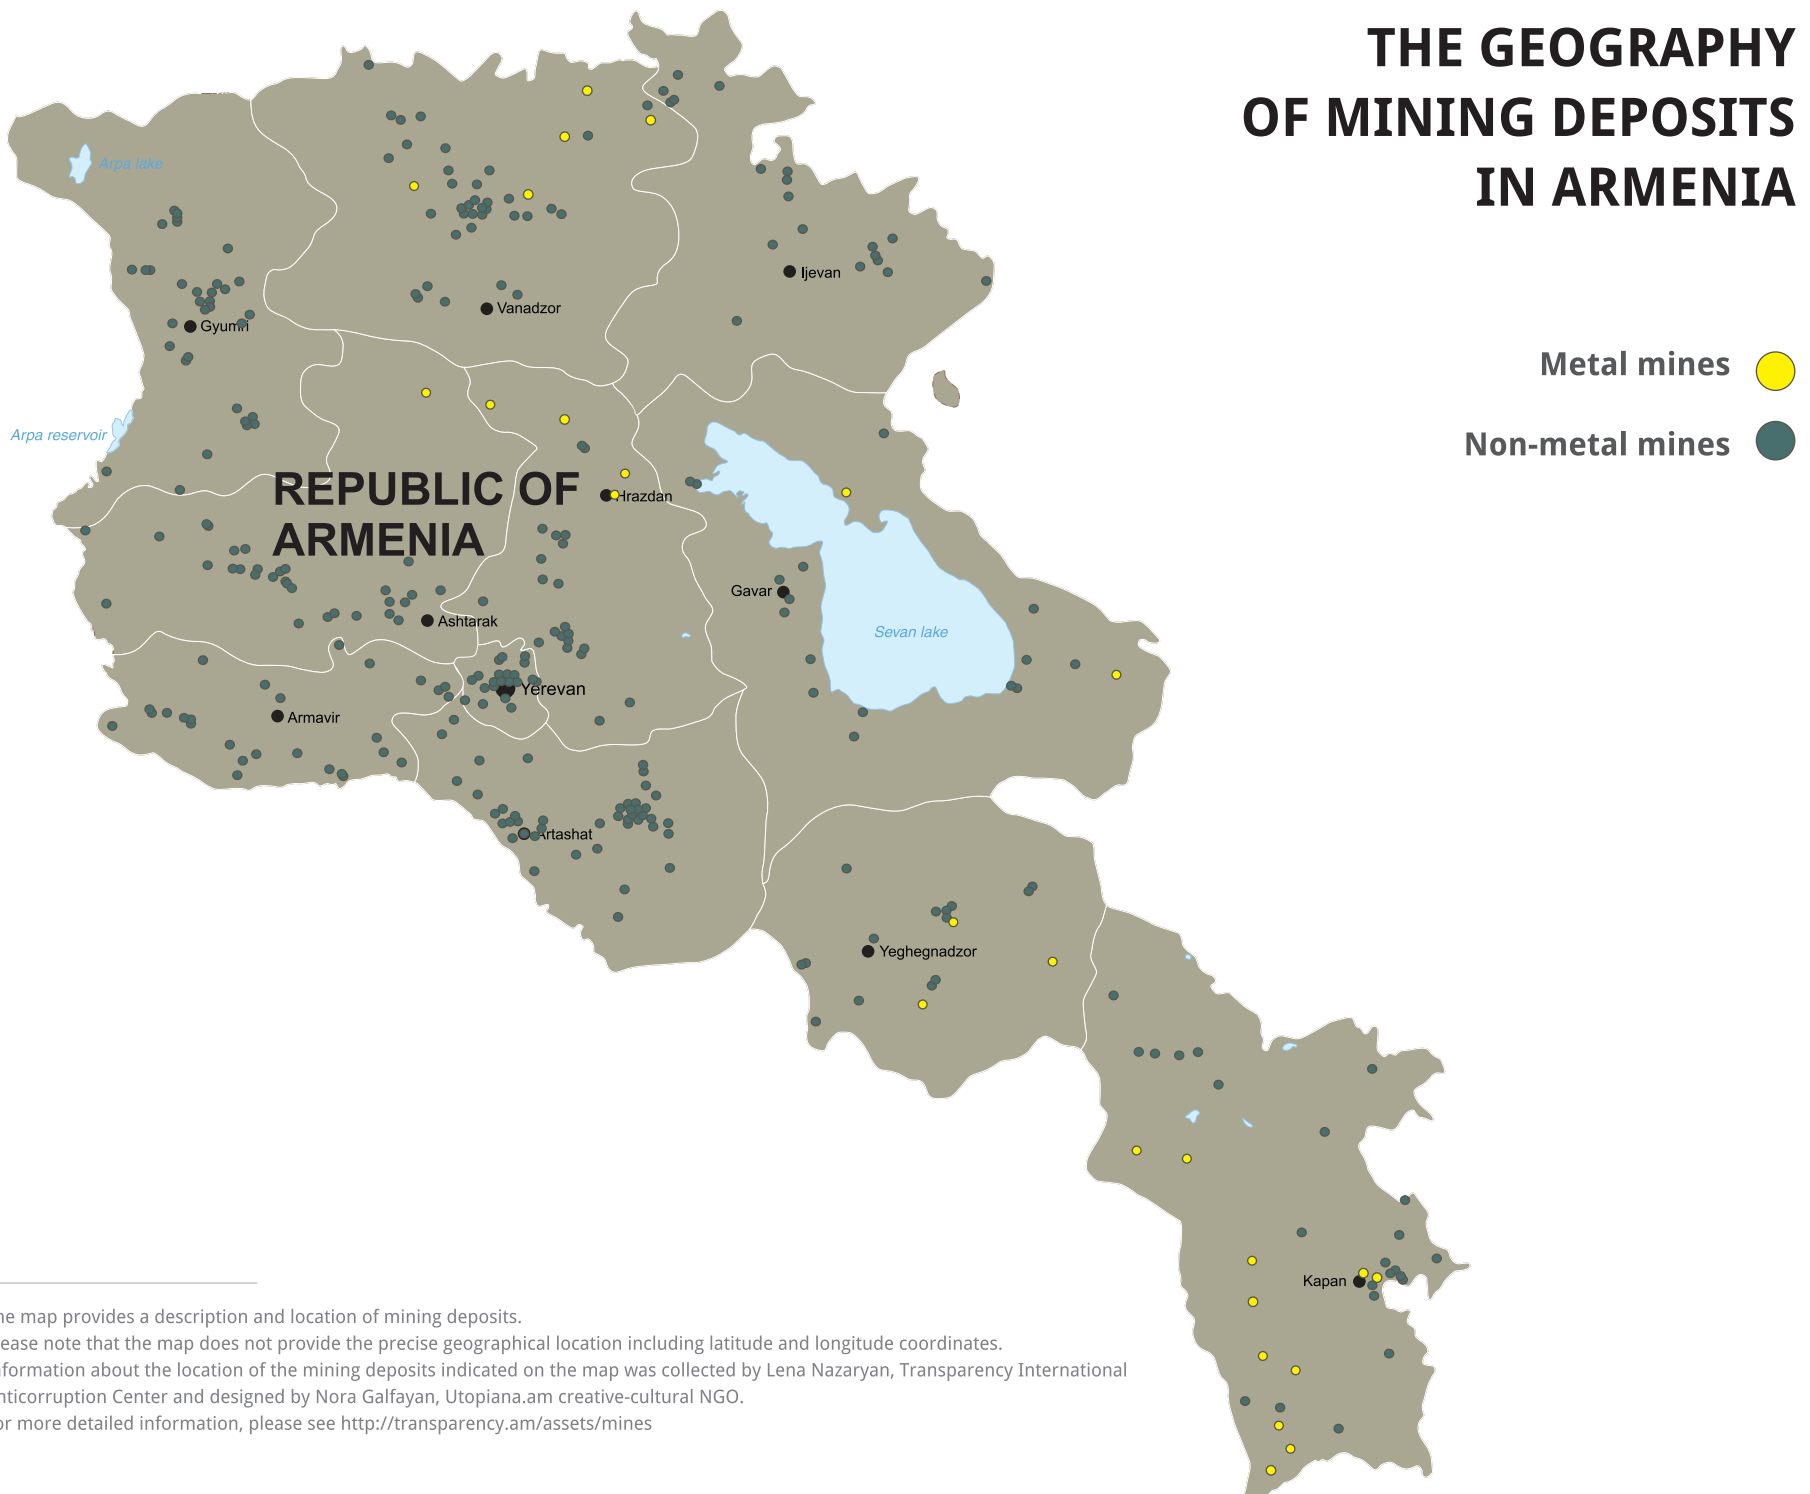 THE GEOGRAPHY
OF MINING DEPOSITS
IN ARMENIA
Arpa lake
Ijevan
Vanadzor
Gyumri
Metal mines
Arpa reservoir
Non-metal mines
REPUBLIC OF
ARMENIA
Hrazdan
Gavar
Ashtarak
Sevan lake
Yerevan
Armavir
Artashat
Yeghegnadzor
Kapan
he map provides a description and location of mining deposits.
ease note that the map does not provide the precise geographical location including latitude and longitude coordinates.
formation about the location of the mining deposits indicated on the map was collected by Lena Nazaryan, Transparency International
nticorruption Center and designed by Nora Galfayan, Utopiana.am creative-cultural NGO.
or more detailed information, please see http://transparency.am/assets/mines